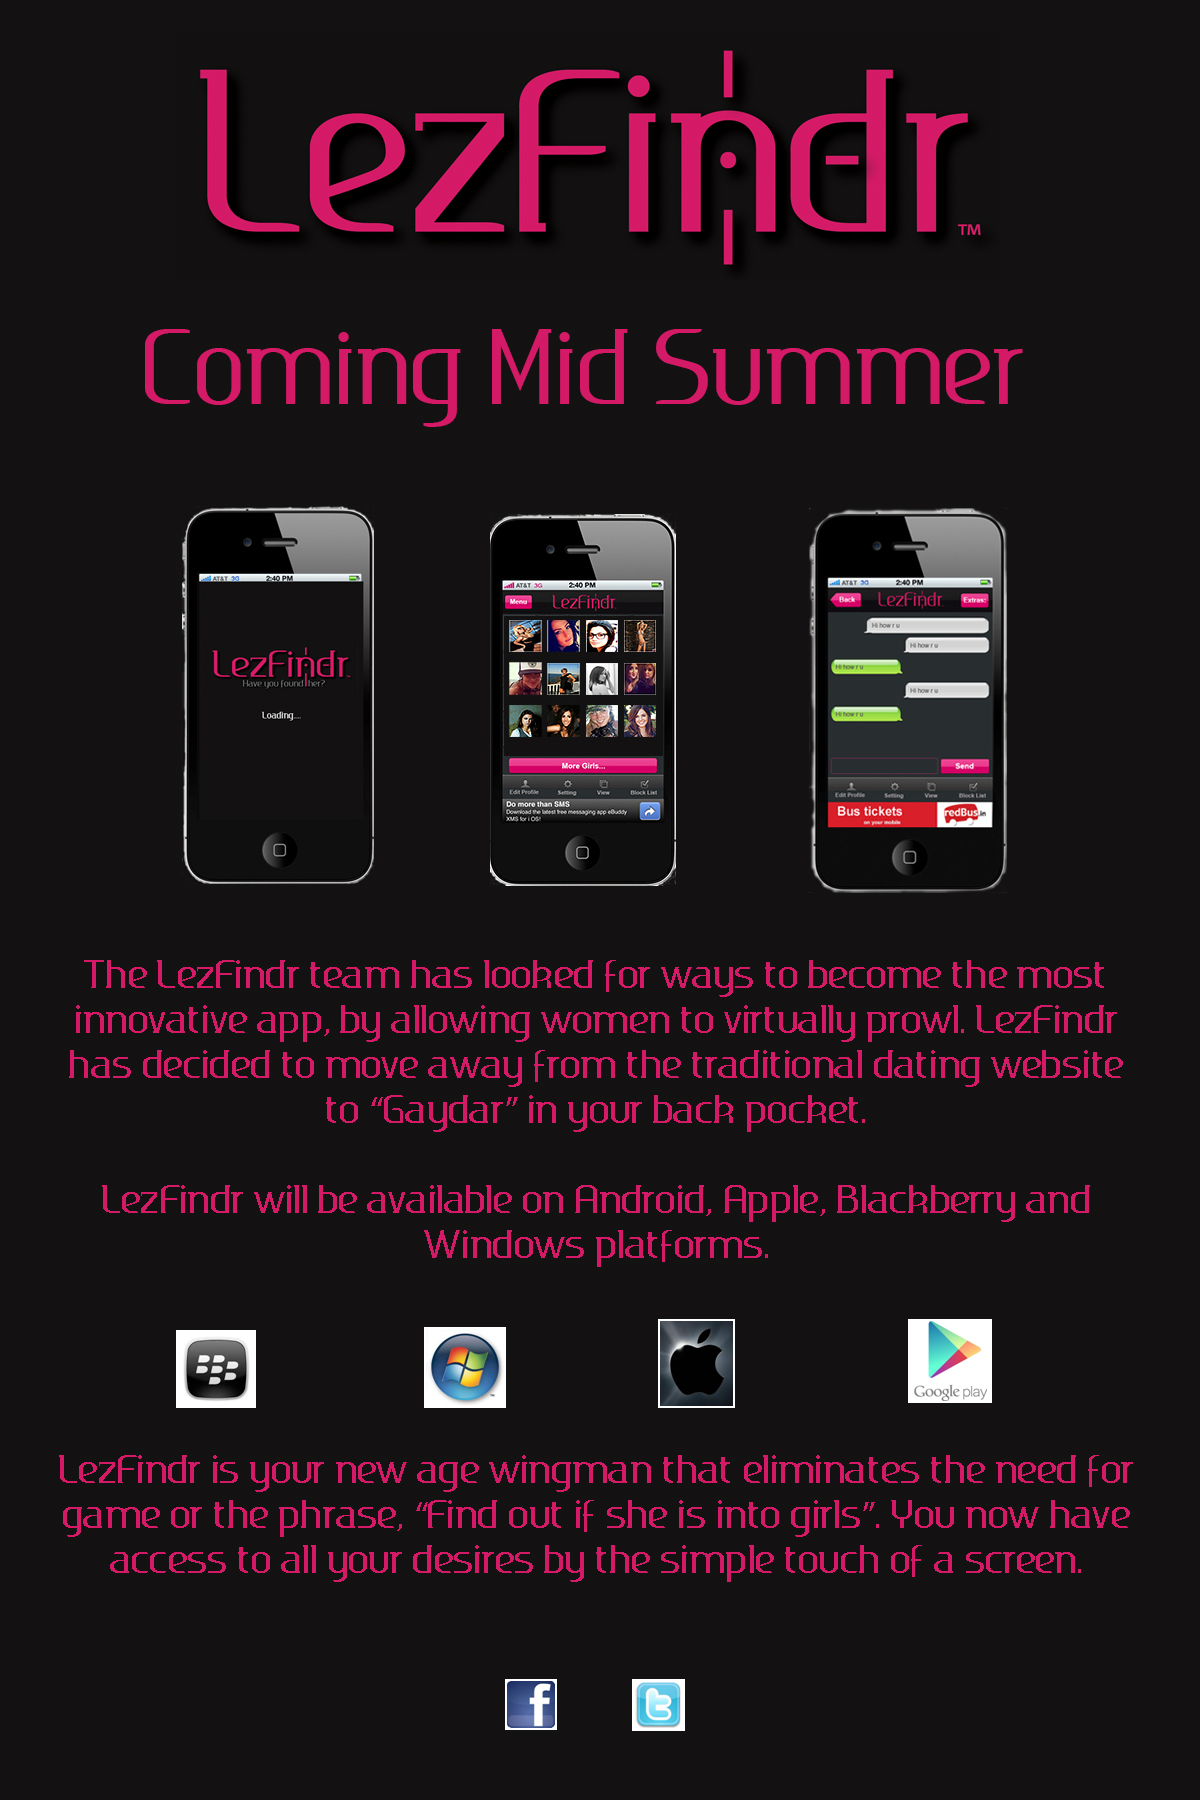 LezFindr™
Coming Mid Summer
AT&T 3G 2:40 PM
LezFindr
Have you found her?
Loading...
AT&T 3G 2:40 PM
Menu LezFindr
More Girls...
Edit Profile Setting View Block List
Do more than SMS
Download the latest free messaging app eBuddy
XMS for i OS!
AT&T 3G 2:40 PM
Back LezFindr Extras:
Hi how r u
Hi how r u
Hi how r u
Hi how r u
Hi how r u
Send
Edit Profile Setting View Block List
Bus tickets redBus.in
on your mobile
The LezFindr team has looked for ways to become the most
innovative app, by allowing women to virtually prowl. LezFindr
has decided to move away from the traditional dating website
to “Gaydar” in your back pocket.
LezFindr will be available on Android, Apple, Blackberry and
Windows platforms.
Google play
LezFindr is your new age wingman that eliminates the need for
game or the phrase, “Find out if she is into girls”. You now have
access to all your desires by the simple touch of a screen.
f
t